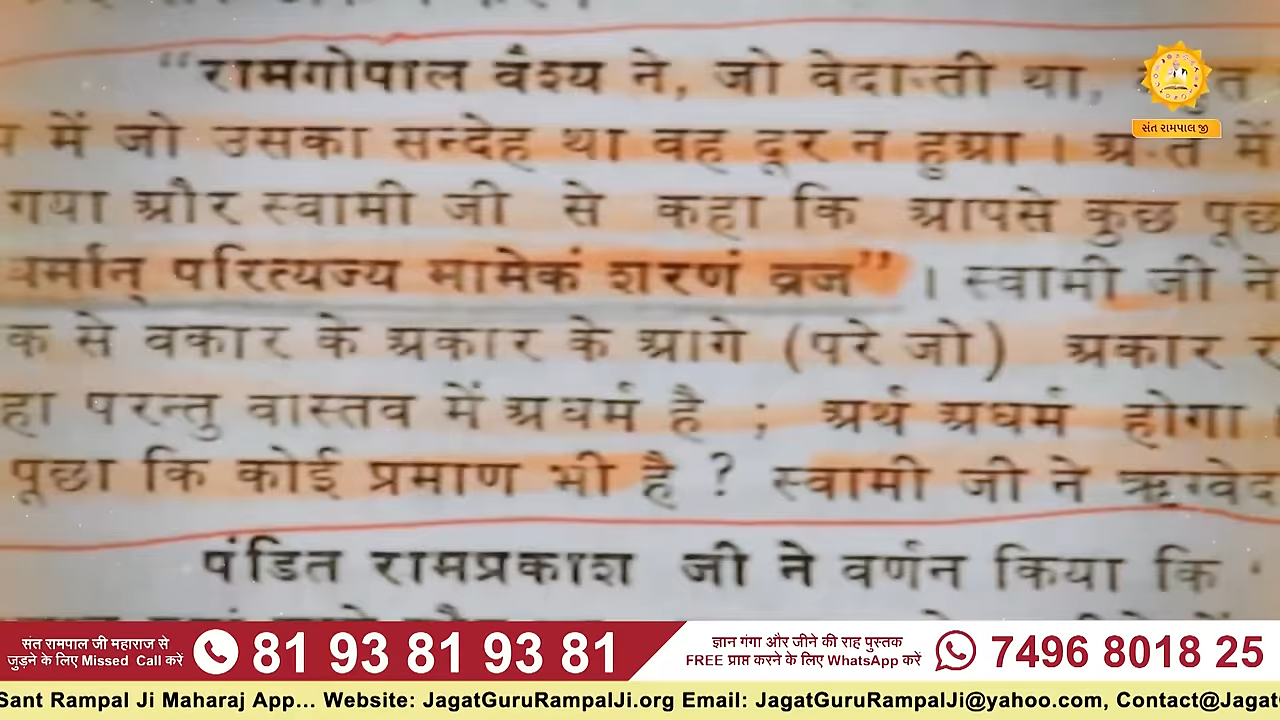 "रामगोपाल वैश्य ने, जो वेदान्ती था,
में जो उसका सन्देह था वह दूर न हुआ । अन्त में
गया और स्वामी जी से कहा कि आपसे कुछ पूछ
र्मान् परित्यज्य मामेकं शरणं व्रज" । स्वामी जी ने
क से वकार के अकार के आगे (परे जो) अकार
हा परन्तु वास्तव में अधर्म है ; अर्थ अधर्म होगा ।
पूछा कि कोई प्रमाण भी है ? स्वामी जी ने ऋग्वेद
पंडित रामप्रकाश जी ने वर्णन किया कि
સંત રામપાલ જી
संत रामपाल जी महाराज से
जुड़ने के लिए Missed Call करें
81 93 81 93 81
ज्ञान गंगा और जीने की राह पुस्तक
FREE प्राप्त करने के लिए WhatsApp करें
7496 8018 25
Sant Rampal Ji Maharaj App... Website: JagatGuruRampalJi.org Email: JagatGuruRampalJi@yahoo.com, Contact@Jagat